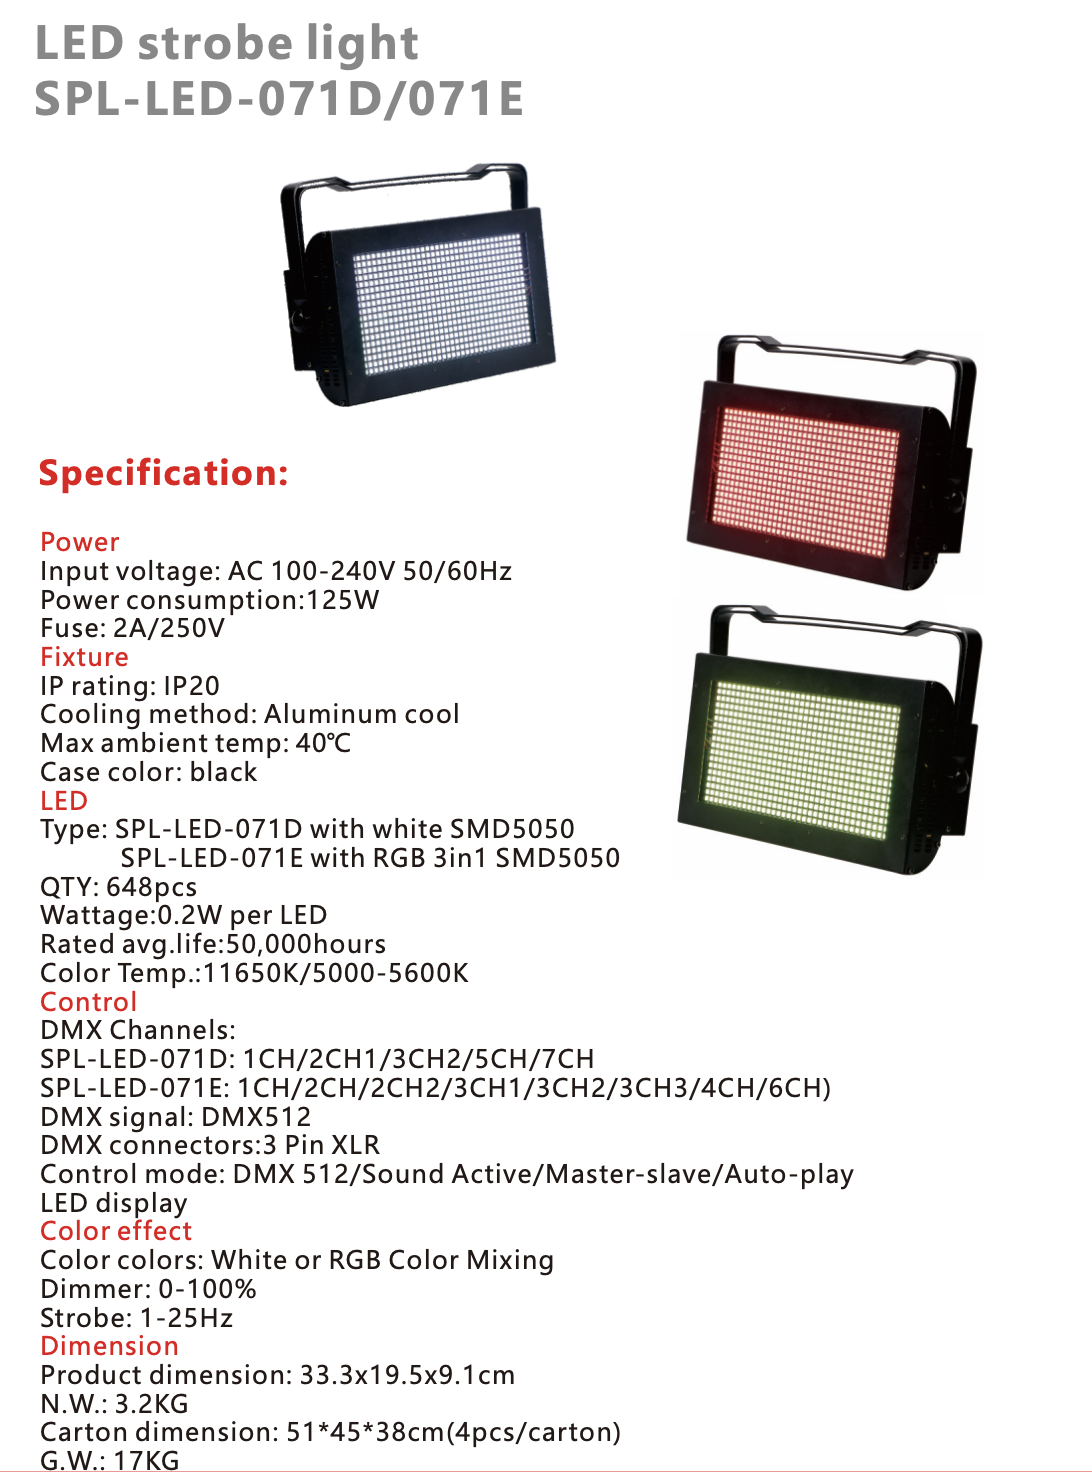 LED strobe light
SPL-LED-071D/071E
Specification:
Power
Input voltage: AC 100-240V 50/60Hz
Power consumption:125W
Fuse: 2A/250V
Fixture
IP rating: IP20
Cooling method: Aluminum cool
Max ambient temp: 40℃
Case color: black
LED
Type: SPL-LED-071D with white SMD5050
SPL-LED-071E with RGB 3in1 SMD5050
QTY: 648pcs
Wattage:0.2W per LED
Rated avg.life:50,000hours
Color Temp.:11650K/5000-5600K
Control
DMX Channels:
SPL-LED-071D: 1CH/2CH1/3CH2/5CH/7CH
SPL-LED-071E: 1CH/2CH/2CH2/3CH1/3CH2/3CH3/4CH/6CH)
DMX signal: DMX512
DMX connectors:3 Pin XLR
Control mode: DMX 512/Sound Active/Master-slave/Auto-play
LED display
Color effect
Color colors: White or RGB Color Mixing
Dimmer: 0-100%
Strobe: 1-25Hz
Dimension
Product dimension: 33.3x19.5x9.1cm
N.W.: 3.2KG
Carton dimension: 51*45*38cm(4pcs/carton)
G.W.: 17KG